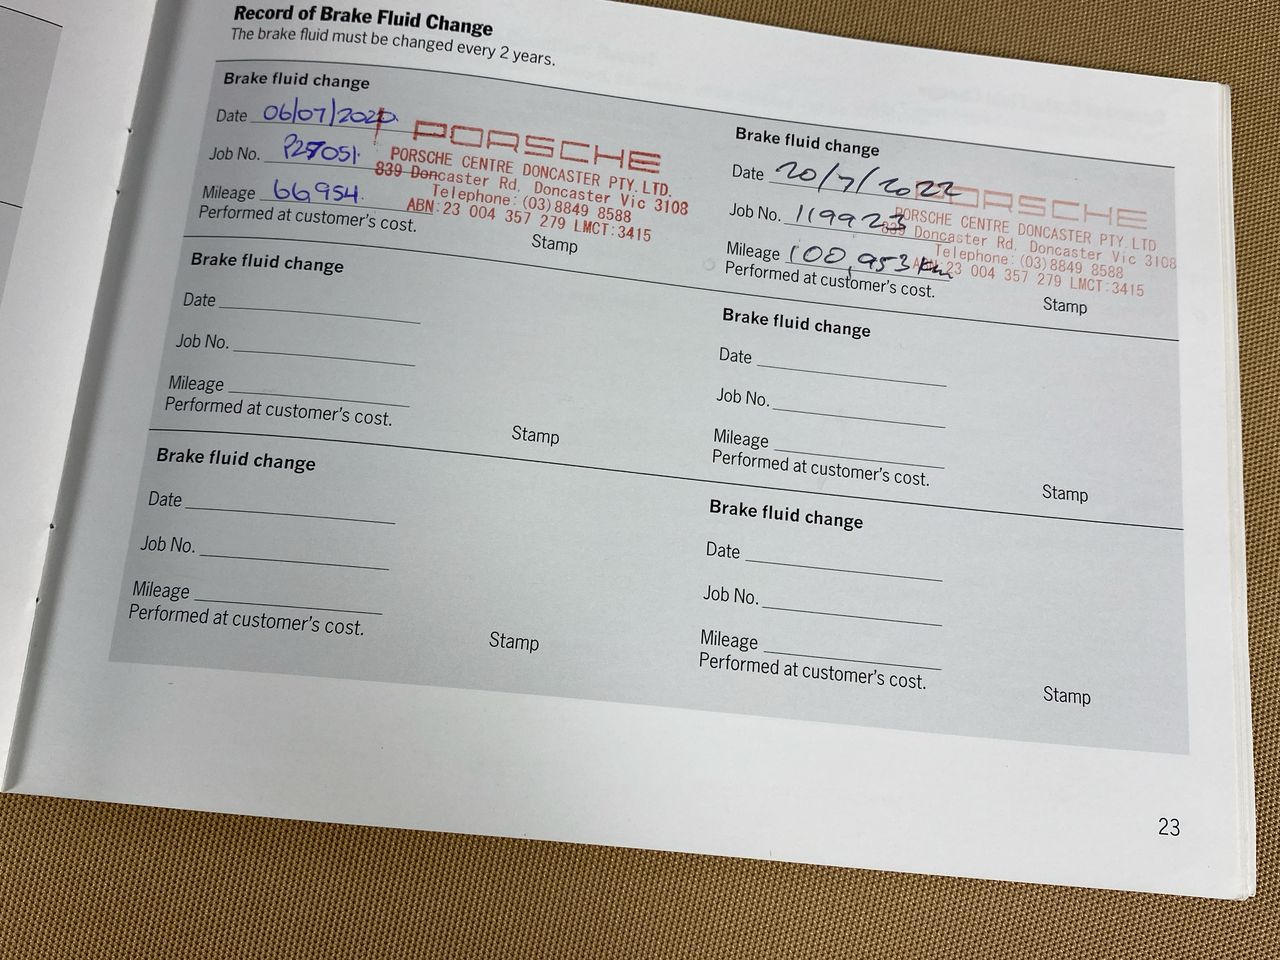 Record of Brake Fluid Change
The brake fluid must be changed every 2 years.
Brake fluid change
Date 06/07/2020.
Job No. P27051.
Mileage 66954.
Performed at customer's cost.
Stamp
PORSCHE
PORSCHE CENTRE DONCASTER PTY. LTD.
839 Doncaster Rd, Doncaster Vic 3108
Telephone: (03) 8849 8588
ABN: 23 004 357 279 LMCT: 3415
Brake fluid change
Date 20/7/2022
Job No. 119923
Mileage 100,953 km
Performed at customer's cost.
Stamp
PORSCHE
PORSCHE CENTRE DONCASTER PTY. LTD
839 Doncaster Rd, Doncaster Vic 3108
Telephone: (03) 8849 8588
ABN: 23 004 357 279 LMCT: 3415
Brake fluid change
Date
Job No.
Mileage
Performed at customer's cost.
Stamp
Brake fluid change
Date
Job No.
Mileage
Performed at customer's cost.
Stamp
Brake fluid change
Date
Job No.
Mileage
Performed at customer's cost.
Stamp
Brake fluid change
Date
Job No.
Mileage
Performed at customer's cost.
Stamp
23